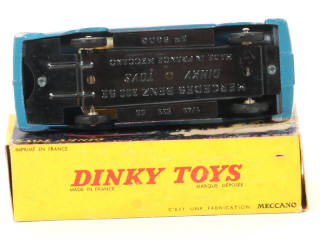 MADE IN FRANCE MECCANO
DINKY TOYS
MERCEDES BENZ 220 SE
IMPRIMÉ EN FRANCE
DINKY TOYS
MADE IN FRANCE
MARQUE DÉPOSÉE
C'EST UNE FABRICATION MECCANO